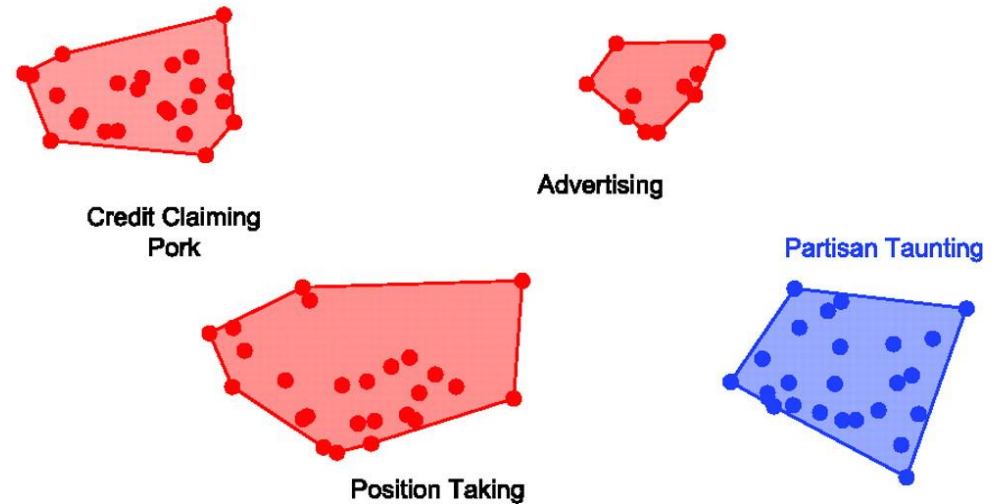 Advertising
Credit Claiming
Pork
Partisan Taunting
Position Taking